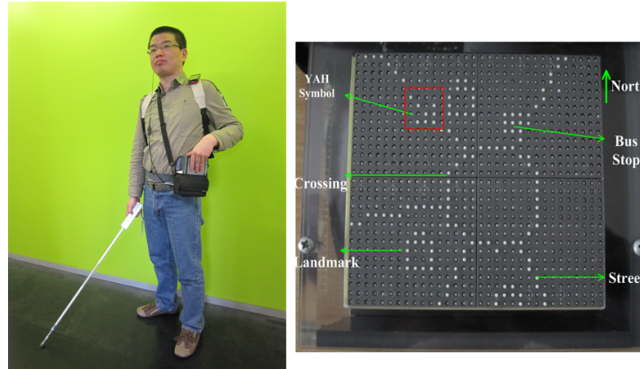 YAH
Symbol
Nort
Bus
Stop
Crossing
Landmark
Stree